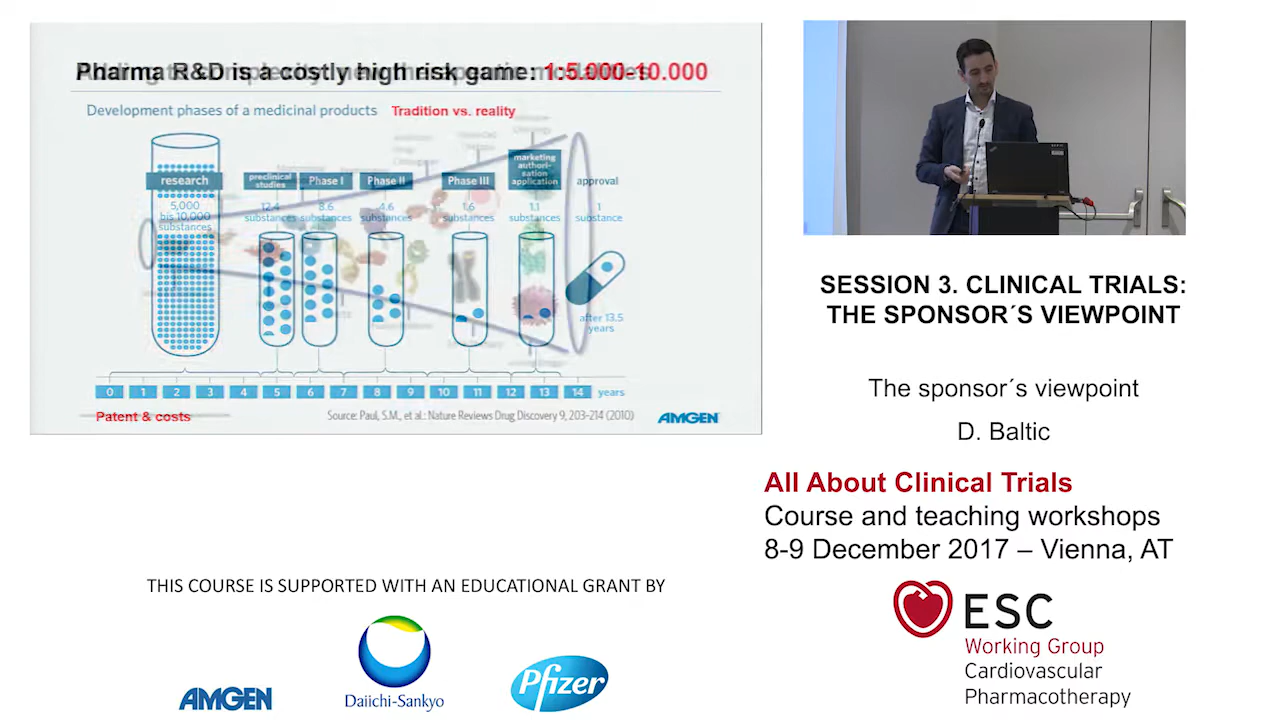 Pharma R&D is a costly high risk game: 1:5.000-10.000
Development phases of a medicinal products Tradition vs. reality
research
5,000
bis 10,000
substances
preclinical
studies
12.4
substances
Phase I
8.6
substances
Phase II
4.6
substances
Phase III
1.6
substances
marketing
authori-
sation
application
1.1
substances
approval
1
substance
after 13.5
years
0 1 2 3 4 5 6 7 8 9 10 11 12 13 14 years
Patent & costs
Source: Paul, S.M., et al.: Nature Reviews Drug Discovery 9, 203-214 (2010)
AMGEN
SESSION 3. CLINICAL TRIALS:
THE SPONSOR´S VIEWPOINT
The sponsor´s viewpoint
D. Baltic
All About Clinical Trials
Course and teaching workshops
8-9 December 2017 – Vienna, AT
THIS COURSE IS SUPPORTED WITH AN EDUCATIONAL GRANT BY
AMGEN
Daiichi-Sankyo
Pfizer
ESC
Working Group
Cardiovascular
Pharmacotherapy